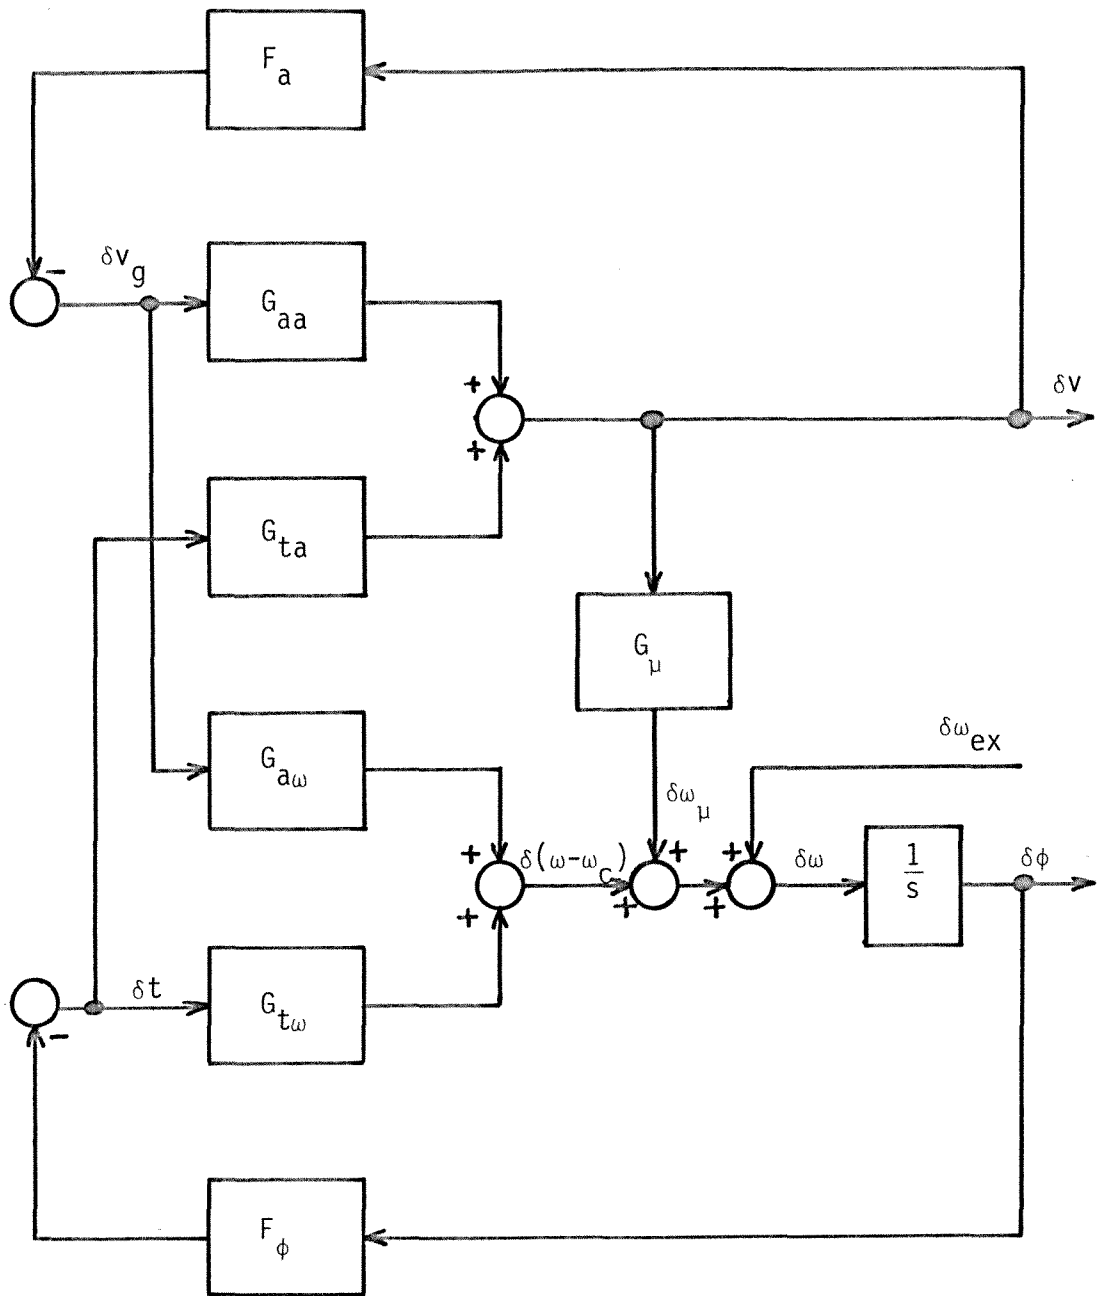 F_a
-
δv_g
G_aa
+
δv
+
G_ta
G_μ
G_aω
δω_ex
δω_μ
+
δ(ω-ω_c)
+
+
δω
1/s
δϕ
+
+
+
δt
G_tω
-
F_ϕ